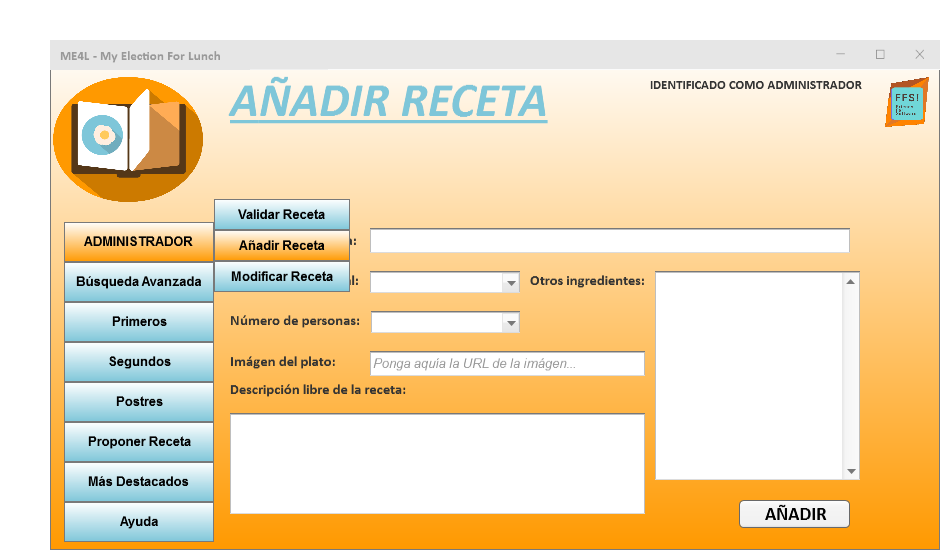 ME4L - My Election For Lunch
AÑADIR RECETA
IDENTIFICADO COMO ADMINISTRADOR
FFSI
Validar Receta
ADMINISTRADOR
Añadir Receta
a:
Búsqueda Avanzada
Modificar Receta
l:
Otros ingredientes:
Primeros
Número de personas:
Segundos
Imágen del plato:
Ponga aquía la URL de la imágen...
Descripción libre de la receta:
Postres
Proponer Receta
Más Destacados
Ayuda
AÑADIR